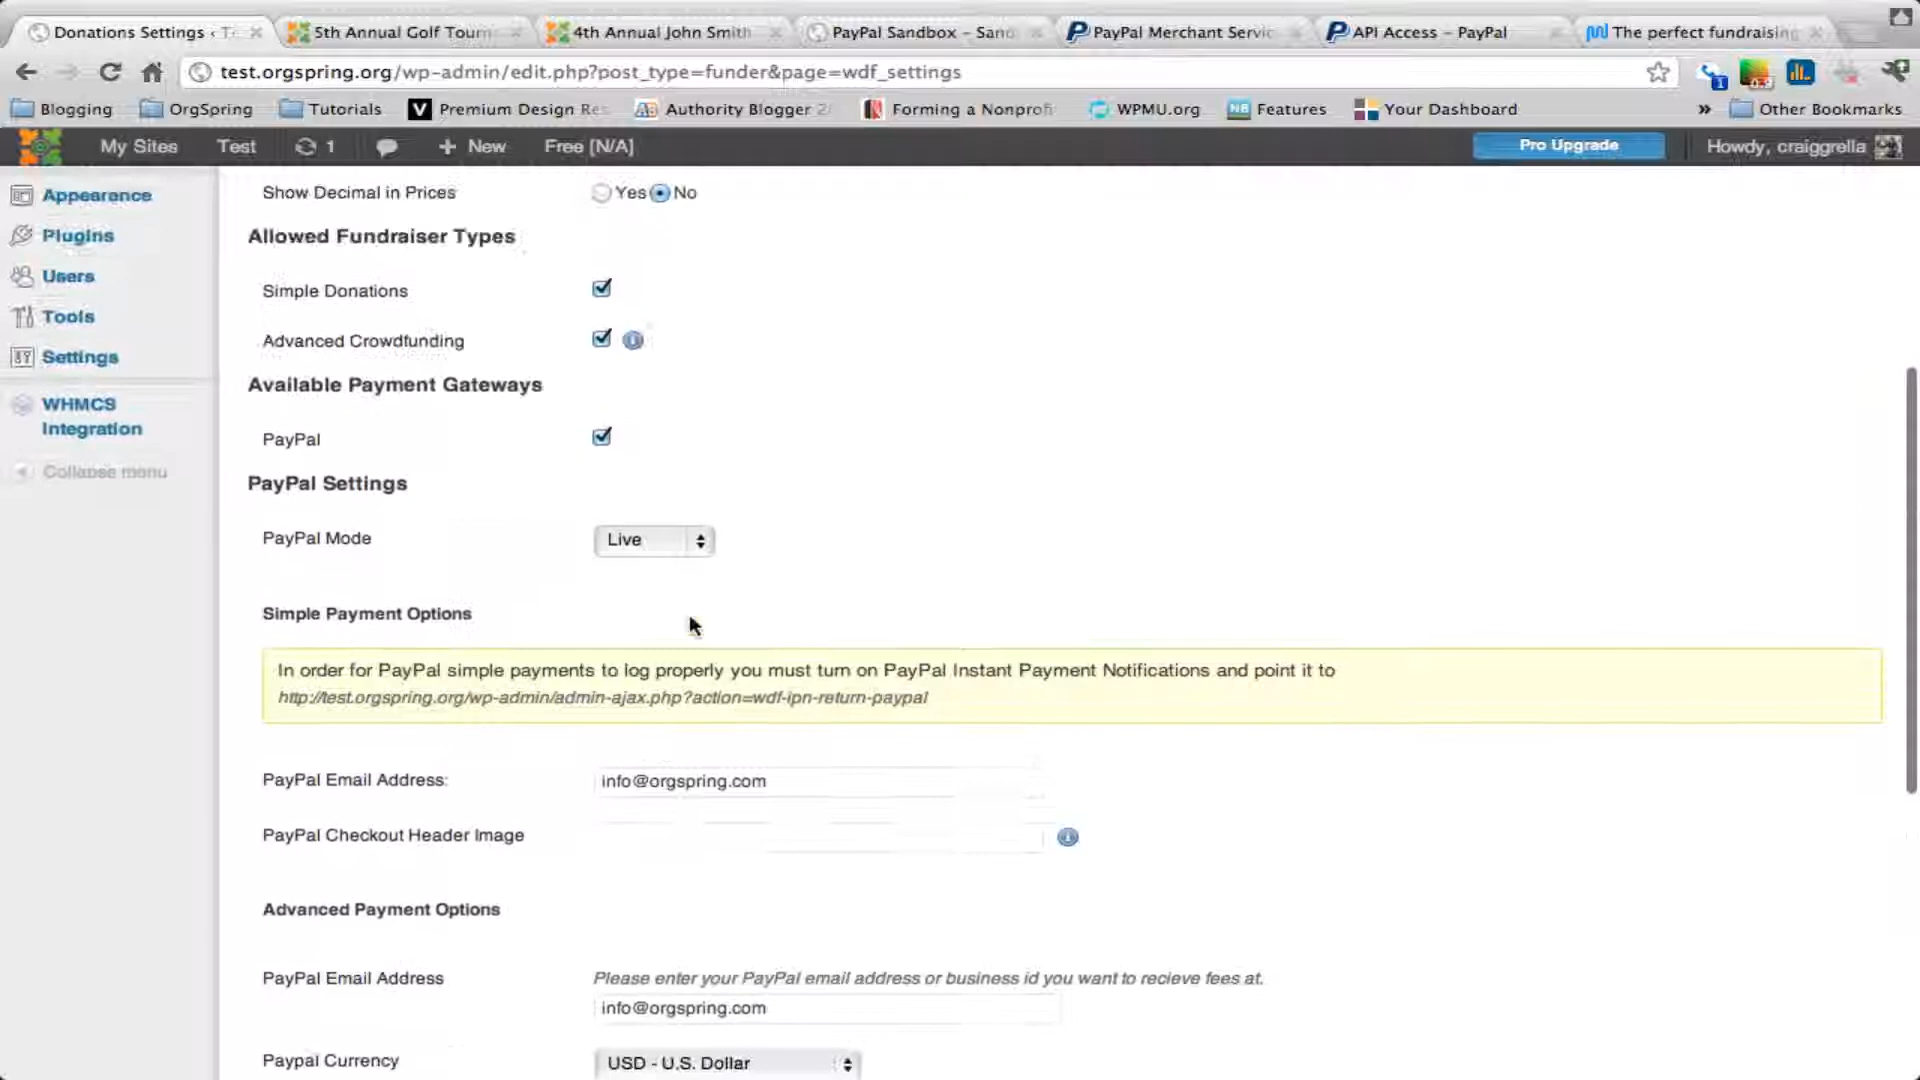 Donations Settings ‹ T
5th Annual Golf Tourn
4th Annual John Smith
PayPal Sandbox – Sand
PayPal Merchant Servic
API Access – PayPal
The perfect fundraising
test.orgspring.org/wp-admin/edit.php?post_type=funder&page=wdf_settings
1
0.9
Blogging
OrgSpring
Tutorials
V Premium Design Res
Authority Blogger 2
Forming a Nonprofi
WPMU.org
NB Features
Your Dashboard
» Other Bookmarks
My Sites
Test
1
+ New
Free [N/A]
Pro Upgrade
Howdy, craiggrella
Appearance
Plugins
Users
Tools
Settings
WHMCS
Integration
Collapse menu
Show Decimal in Prices Yes No
Allowed Fundraiser Types
Simple Donations
Advanced Crowdfunding
Available Payment Gateways
PayPal
PayPal Settings
PayPal Mode Live
Simple Payment Options
In order for PayPal simple payments to log properly you must turn on PayPal Instant Payment Notifications and point it to
http://test.orgspring.org/wp-admin/admin-ajax.php?action=wdf-ipn-return-paypal
PayPal Email Address: info@orgspring.com
PayPal Checkout Header Image
Advanced Payment Options
PayPal Email Address Please enter your PayPal email address or business id you want to recieve fees at.
info@orgspring.com
Paypal Currency USD - U.S. Dollar